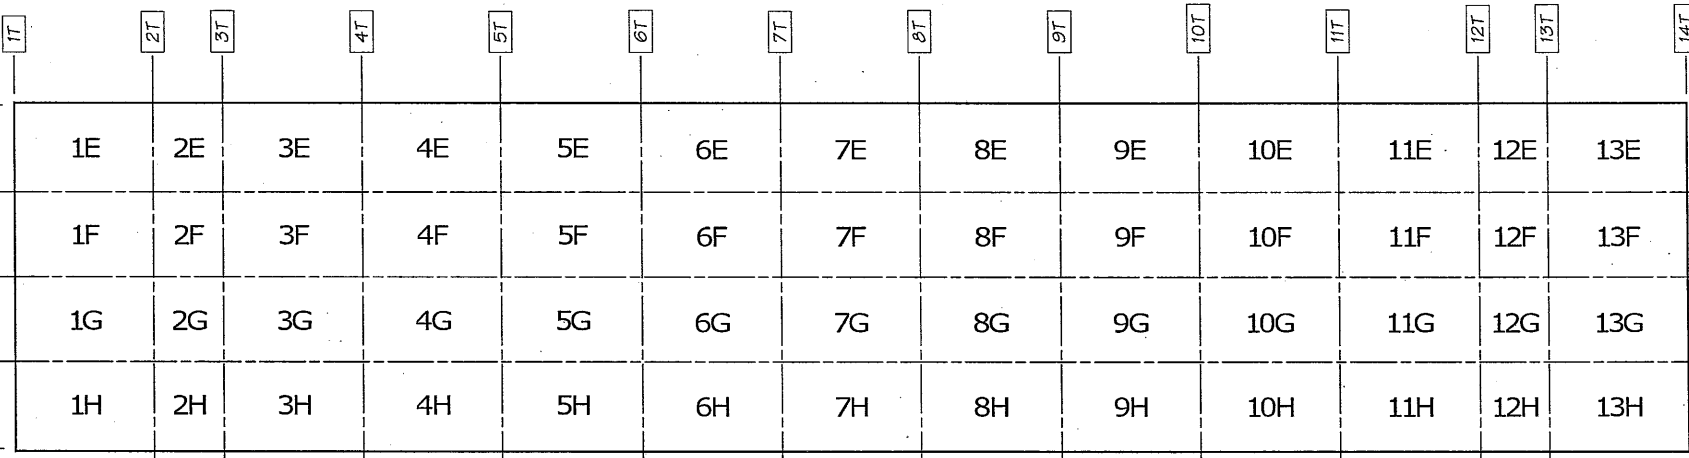 1T 2T 3T 4T 5T 6T 7T 8T 9T 10T 11T 12T 13T 14T
1E 2E 3E 4E 5E 6E 7E 8E 9E 10E 11E 12E 13E
1F 2F 3F 4F 5F 6F 7F 8F 9F 10F 11F 12F 13F
1G 2G 3G 4G 5G 6G 7G 8G 9G 10G 11G 12G 13G
1H 2H 3H 4H 5H 6H 7H 8H 9H 10H 11H 12H 13H